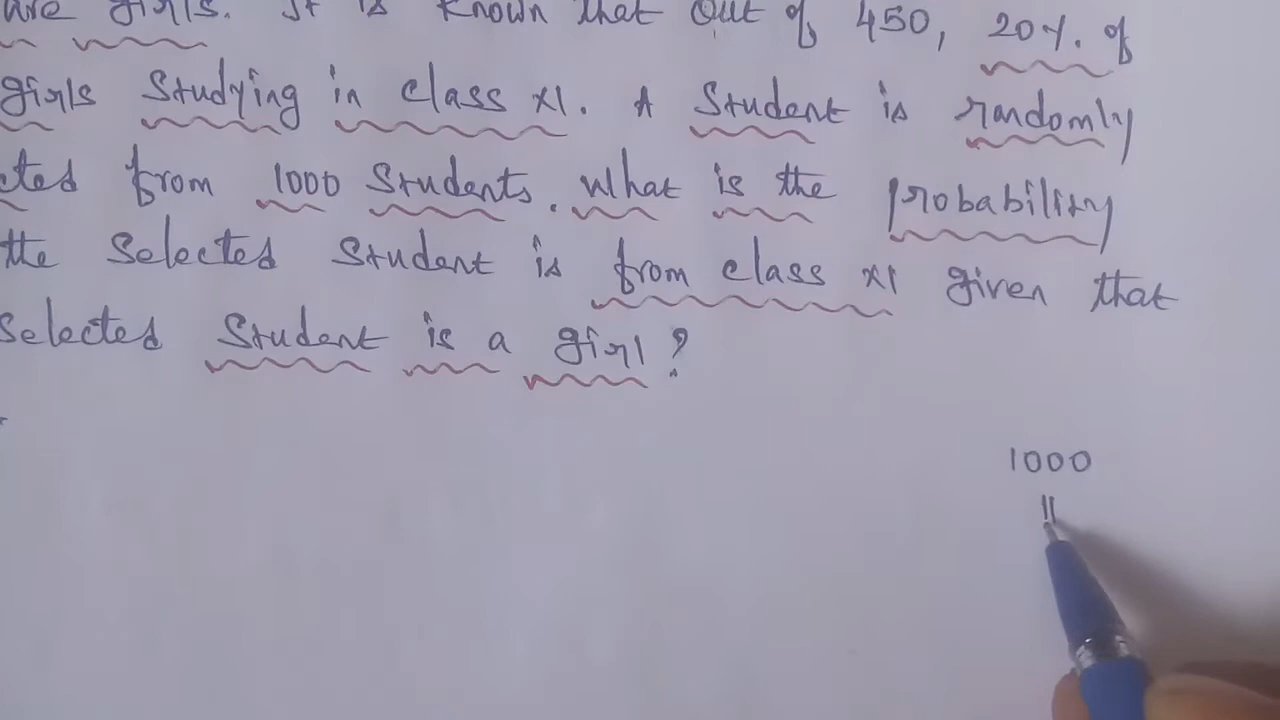 are girls. It is known that out of 450, 20%. of
girls studying in class XI. A student is randomly
cted from 1000 students. what is the probability
the selected student is from class XI given that
selected student is a girl?
1000